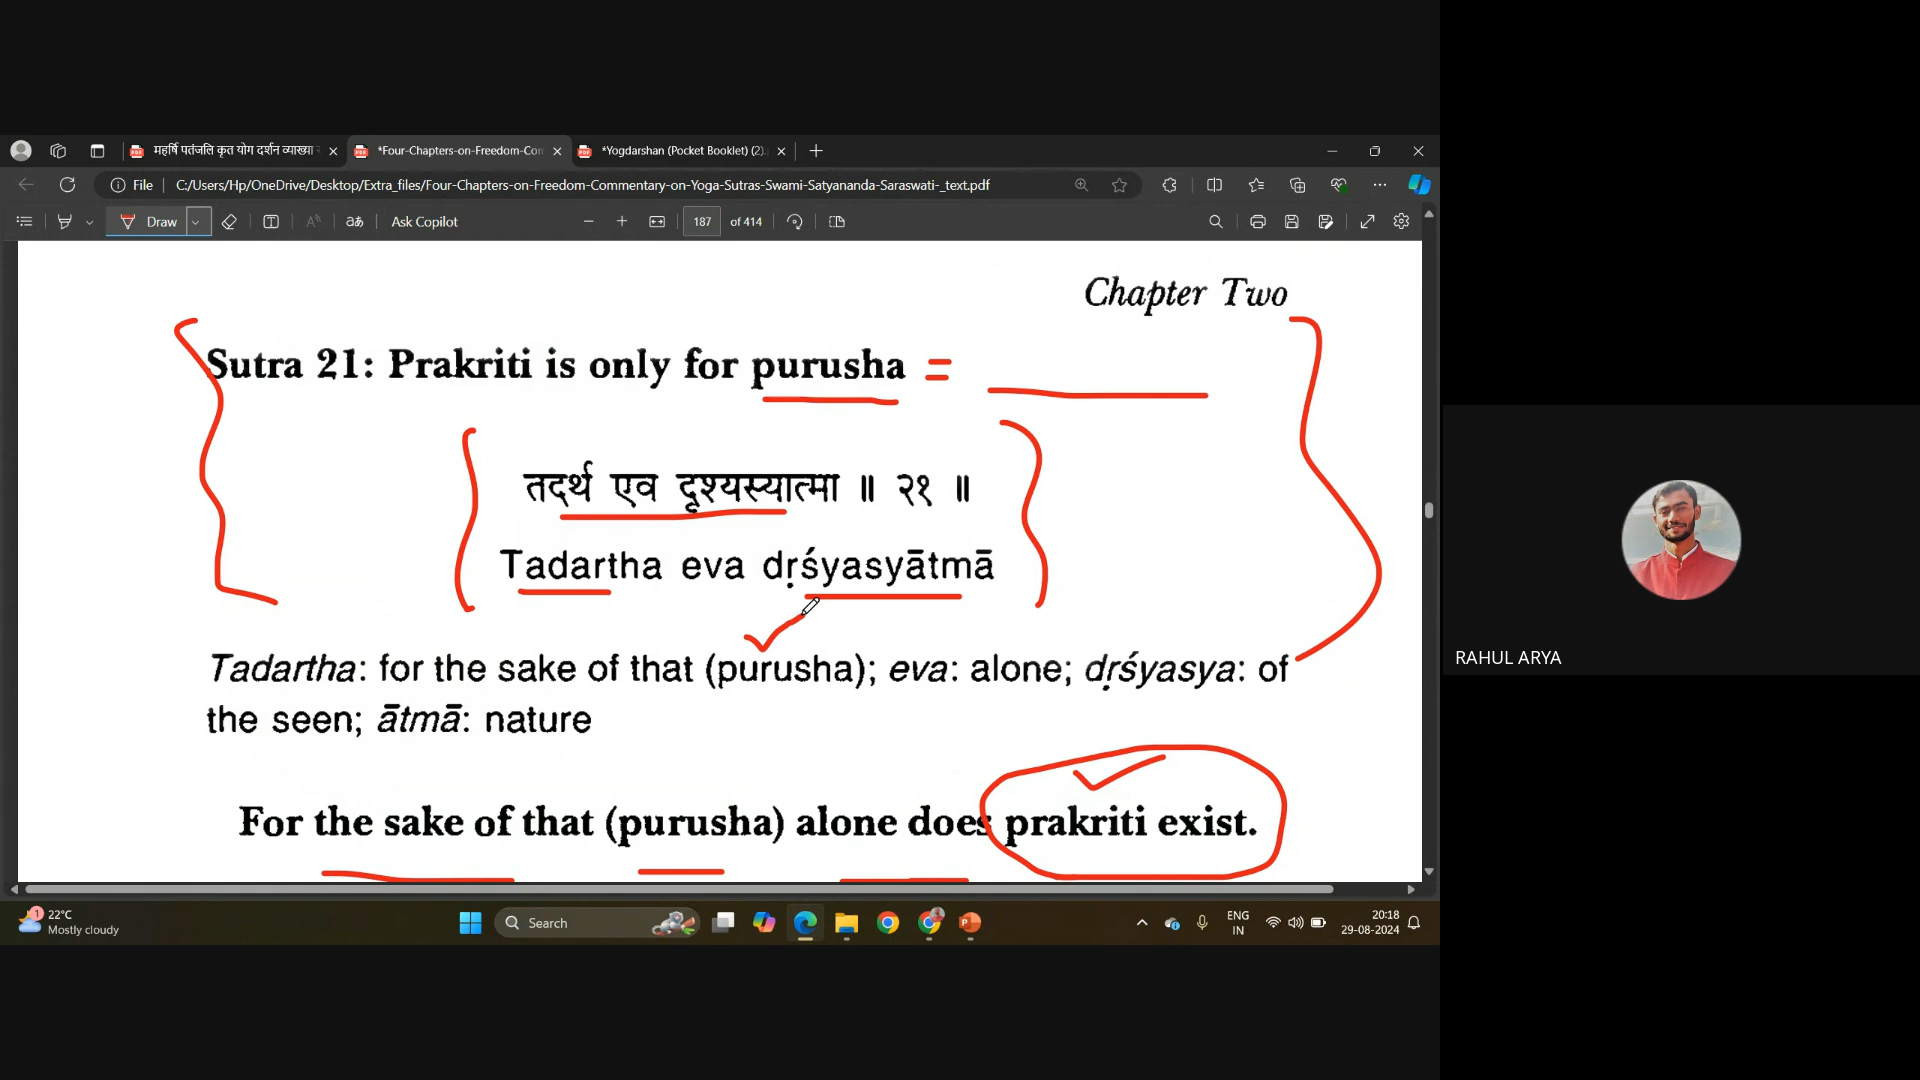 महर्षि पतंजलि कृत योग दर्शन व्याख्या
*Four-Chapters-on-Freedom-Com
*Yogdarshan (Pocket Booklet) (2).
File
C:/Users/Hp/OneDrive/Desktop/Extra_files/Four-Chapters-on-Freedom-Commentary-on-Yoga-Sutras-Swami-Satyananda-Saraswati-_text.pdf
Draw
Ask Copilot
187 of 414
Chapter Two
Sutra 21: Prakriti is only for purusha =
तदर्थ एव दृश्यस्यात्मा ॥ २१ ॥
Tadartha eva dṛśyasyātmā
Tadartha: for the sake of that (purusha); eva: alone; dṛśyasya: of
the seen; ātmā: nature
For the sake of that (purusha) alone does prakriti exist.
RAHUL ARYA
1
22°C
Mostly cloudy
Search
ENG
IN
20:18
29-08-2024